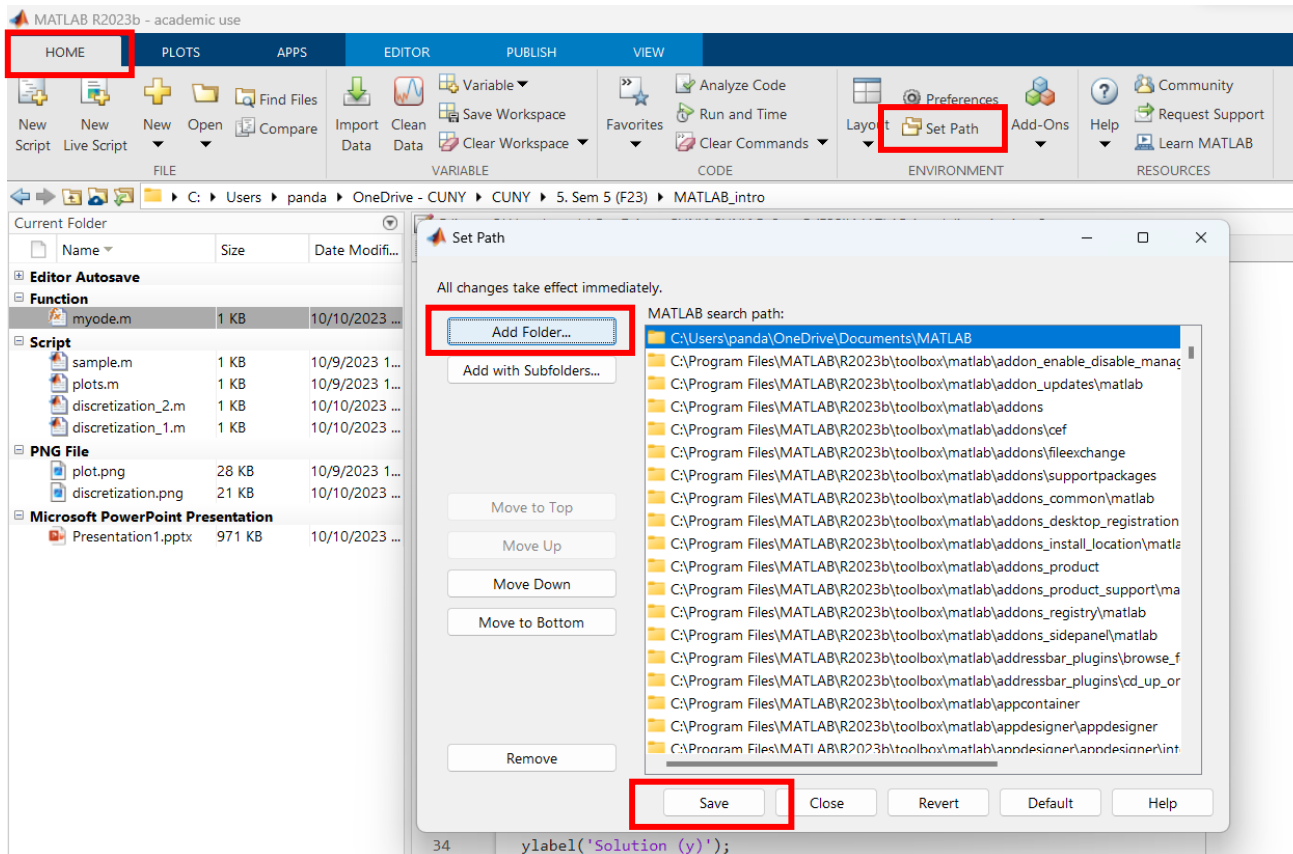 MATLAB R2023b - academic use
HOME PLOTS APPS EDITOR PUBLISH VIEW
New Script
New Live Script
New
Open
Find Files
Compare
FILE
Import Data
Clean Data
Variable
Save Workspace
Clear Workspace
VARIABLE
Favorites
Analyze Code
Run and Time
Clear Commands
CODE
Layout
Preferences
Set Path
Add-Ons
ENVIRONMENT
Help
Community
Request Support
Learn MATLAB
RESOURCES
C: Users panda OneDrive - CUNY CUNY 5. Sem 5 (F23) MATLAB_intro
Current Folder
Name Size Date Modifi...
Editor Autosave
Function
myode.m 1 KB 10/10/2023 ...
Script
sample.m 1 KB 10/9/2023 1...
plots.m 1 KB 10/9/2023 1...
discretization_2.m 1 KB 10/10/2023 ...
discretization_1.m 1 KB 10/10/2023 ...
PNG File
plot.png 28 KB 10/9/2023 1...
discretization.png 21 KB 10/10/2023 ...
Microsoft PowerPoint Presentation
Presentation1.pptx 971 KB 10/10/2023 ...
Set Path
All changes take effect immediately.
Add Folder...
Add with Subfolders...
Move to Top
Move Up
Move Down
Move to Bottom
Remove
MATLAB search path:
C:\Users\panda\OneDrive\Documents\MATLAB
C:\Program Files\MATLAB\R2023b\toolbox\matlab\addon_enable_disable_manag
C:\Program Files\MATLAB\R2023b\toolbox\matlab\addon_updates\matlab
C:\Program Files\MATLAB\R2023b\toolbox\matlab\addons
C:\Program Files\MATLAB\R2023b\toolbox\matlab\addons\cef
C:\Program Files\MATLAB\R2023b\toolbox\matlab\addons\fileexchange
C:\Program Files\MATLAB\R2023b\toolbox\matlab\addons\supportpackages
C:\Program Files\MATLAB\R2023b\toolbox\matlab\addons_common\matlab
C:\Program Files\MATLAB\R2023b\toolbox\matlab\addons_desktop_registration
C:\Program Files\MATLAB\R2023b\toolbox\matlab\addons_install_location\matla
C:\Program Files\MATLAB\R2023b\toolbox\matlab\addons_product
C:\Program Files\MATLAB\R2023b\toolbox\matlab\addons_product_support\ma
C:\Program Files\MATLAB\R2023b\toolbox\matlab\addons_registry\matlab
C:\Program Files\MATLAB\R2023b\toolbox\matlab\addons_sidepanel\matlab
C:\Program Files\MATLAB\R2023b\toolbox\matlab\addressbar_plugins\browse_f
C:\Program Files\MATLAB\R2023b\toolbox\matlab\addressbar_plugins\cd_up_or
C:\Program Files\MATLAB\R2023b\toolbox\matlab\appcontainer
C:\Program Files\MATLAB\R2023b\toolbox\matlab\appdesigner\appdesigner
C:\Program Files\MATLAB\R2023b\toolbox\matlab\appdesigner\appdesigner\int
Save Close Revert Default Help
34 ylabel('Solution (y)');